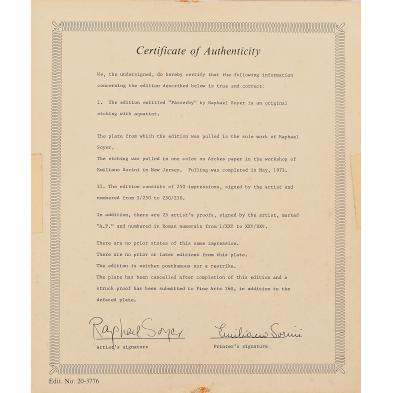 Certificate of Authenticity
We, the undersigned, do hereby certify that the following information
concerning the edition described below is true and correct:
I. The edition entitled "Passerby" by Raphael Soyer is an original
etching with aquatint.
The plate from which the edition was pulled is the sole work of Raphael
Soyer.
The etching was pulled in one color on Arches paper in the workshop of
Emiliano Sorini in New Jersey. Pulling was completed in May, 1973.
II. The edition consists of 250 impressions, signed by the artist and
numbered from 1/250 to 250/250.
In addition, there are 25 artist's proofs, signed by the artist, marked
"A.P." and numbered in Roman numerals from I/XXV to XXV/XXV.
There are no prior states of this same impression.
There are no prior or later editions from this plate.
The edition is neither posthumous nor a restrike.
The plate has been cancelled after completion of this edition and a
struck proof has been submitted to Fine Arts 260, in addition to the
defaced plate.
Raphael Soyer Emiliano Sorini
Artist's signature Printer's signature
Edit. No. 20-3776